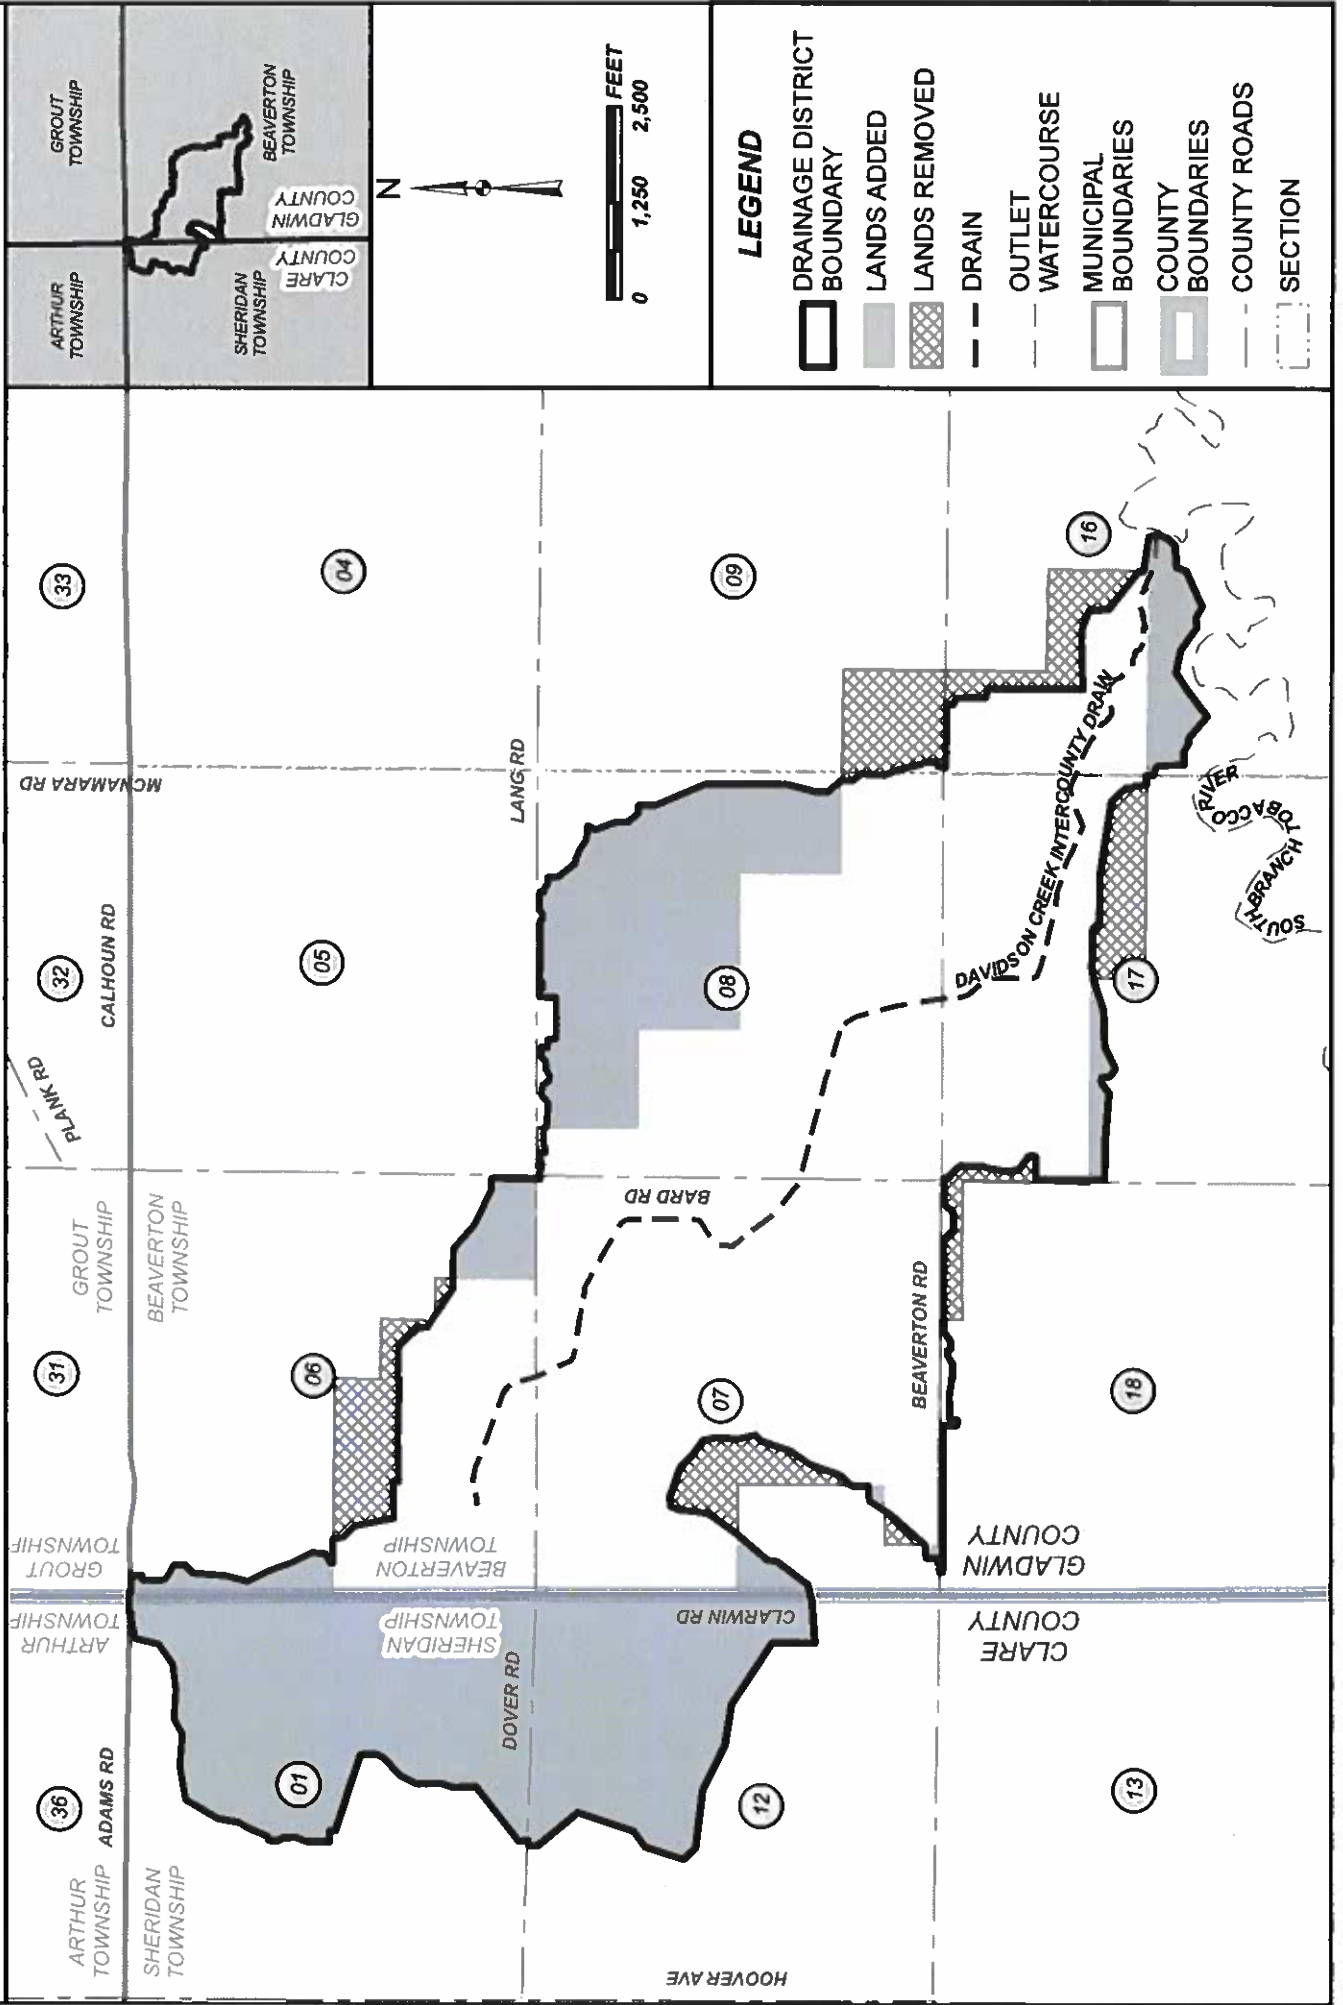 ARTHUR
TOWNSHIP
GROUT
TOWNSHIP
SHERIDAN
TOWNSHIP
BEAVERTON
TOWNSHIP
CLARE
COUNTY
GLADWIN
COUNTY
N
0 1,250 2,500
FEET
LEGEND
DRAINAGE DISTRICT
BOUNDARY
LANDS ADDED
LANDS REMOVED
DRAIN
OUTLET
WATERCOURSE
MUNICIPAL
BOUNDARIES
COUNTY
BOUNDARIES
COUNTY ROADS
SECTION
36
31
32
33
PLANK RD
ARTHUR
TOWNSHIP
ADAMS RD
ARTHUR
TOWNSHIP
GROUT
TOWNSHIP
GROUT
TOWNSHIP
CALHOUN RD
SHERIDAN
TOWNSHIP
BEAVERTON
TOWNSHIP
MCNAMARA RD
01
06
05
04
SHERIDAN
TOWNSHIP
BEAVERTON
TOWNSHIP
DOVER RD
LANG RD
HOOVER AVE
CLARWIN RD
BARD RD
12
07
08
09
BEAVERTON RD
CLARE
COUNTY
GLADWIN
COUNTY
DAVIDSON CREEK INTERCOUNTY DRAW
13
18
17
16
SOUTH BRANCH TOBACCO RIVER